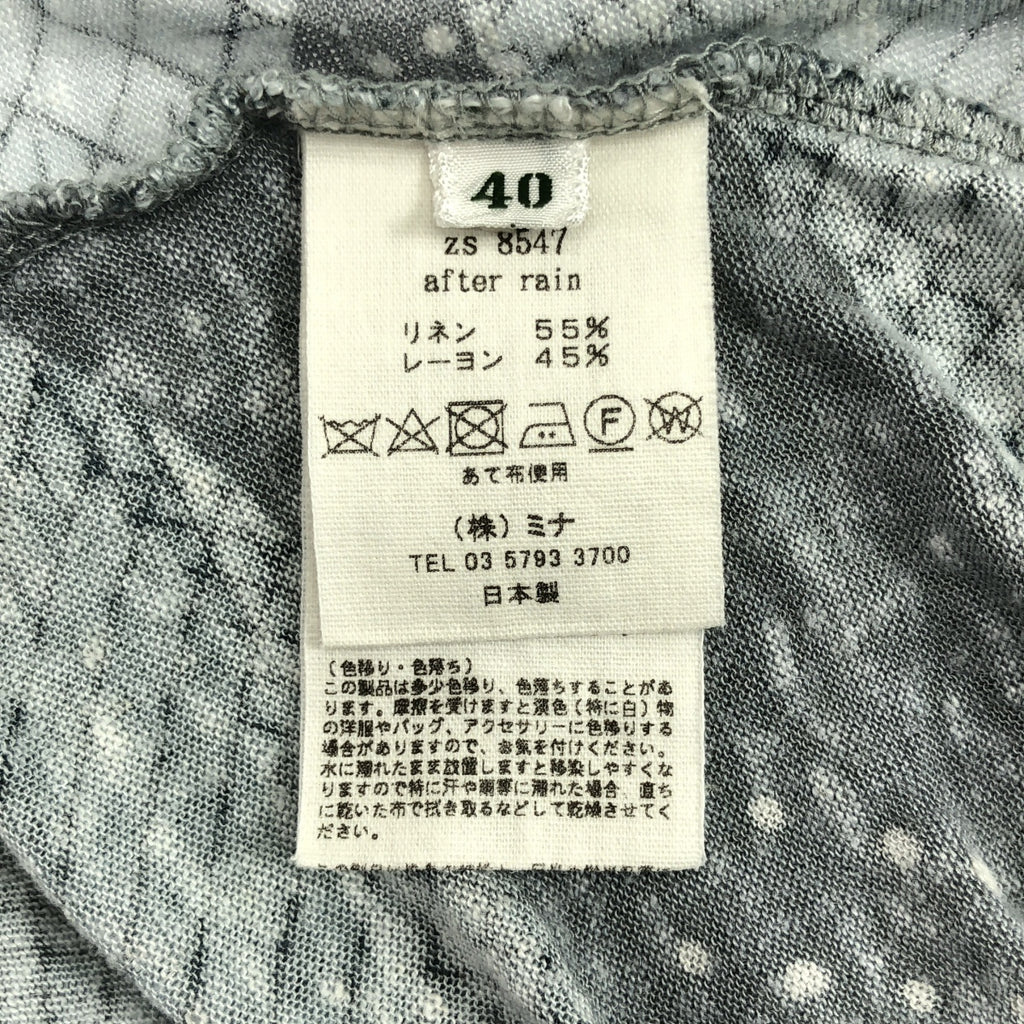 40
zs 8547
after rain
リネン 55%
レーヨン 45%
F W
あて布使用
(株)ミナ
TEL 03 5793 3700
日本製
(色移り・色落ち)
この製品は多少色移り、色落ちすることがあ
ります。摩擦を受けますと淡色(特に白)物
の洋服やバッグ、アクセサリーに色移りする
場合がありますので、お気を付けください。
水に濡れたまま放置しますと移染しやすくな
りますので特に汗や雨等に濡れた場合、直ち
に乾いた布で拭き取るなどして乾燥させてく
ださい。